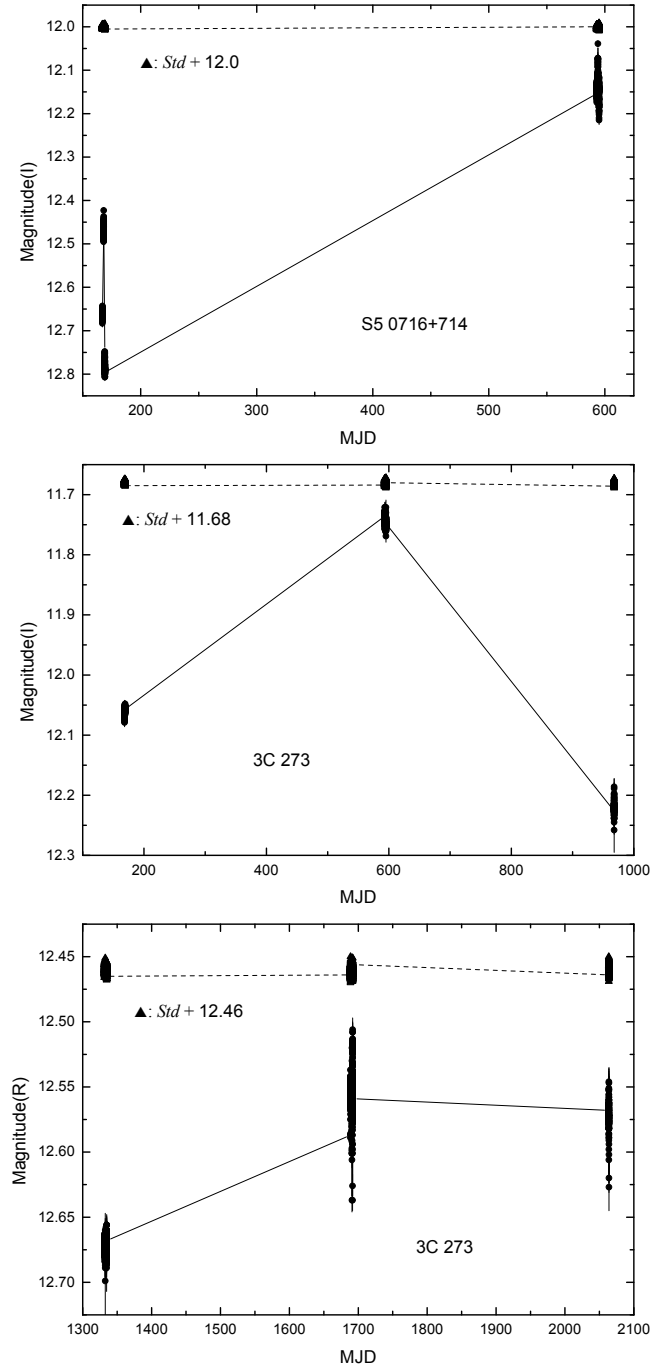 12.0
▲: Std + 12.0
12.1
12.2
12.3
12.4
12.5
12.6
12.7
12.8
Magnitude(I)
S5 0716+714
200 300 400 500 600
MJD
11.7
▲: Std + 11.68
11.8
11.9
12.0
12.1
12.2
12.3
Magnitude(I)
3C 273
200 400 600 800 1000
MJD
12.45
▲: Std + 12.46
12.50
12.55
12.60
12.65
12.70
Magnitude(R)
3C 273
1300 1400 1500 1600 1700 1800 1900 2000 2100
MJD